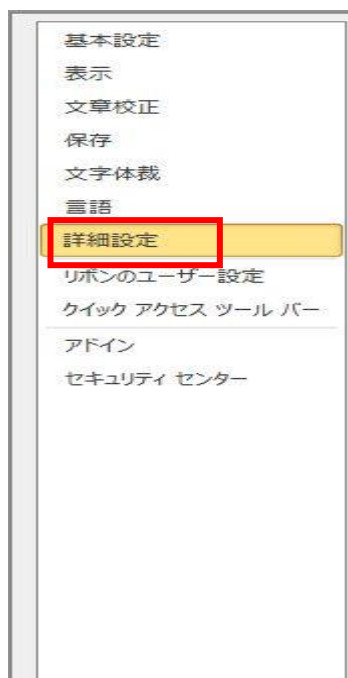 基本設定
表示
文章校正
保存
文字体裁
言語
詳細設定
リボンのユーザー設定
クイック アクセス ツール バー
アドイン
セキュリティ センター